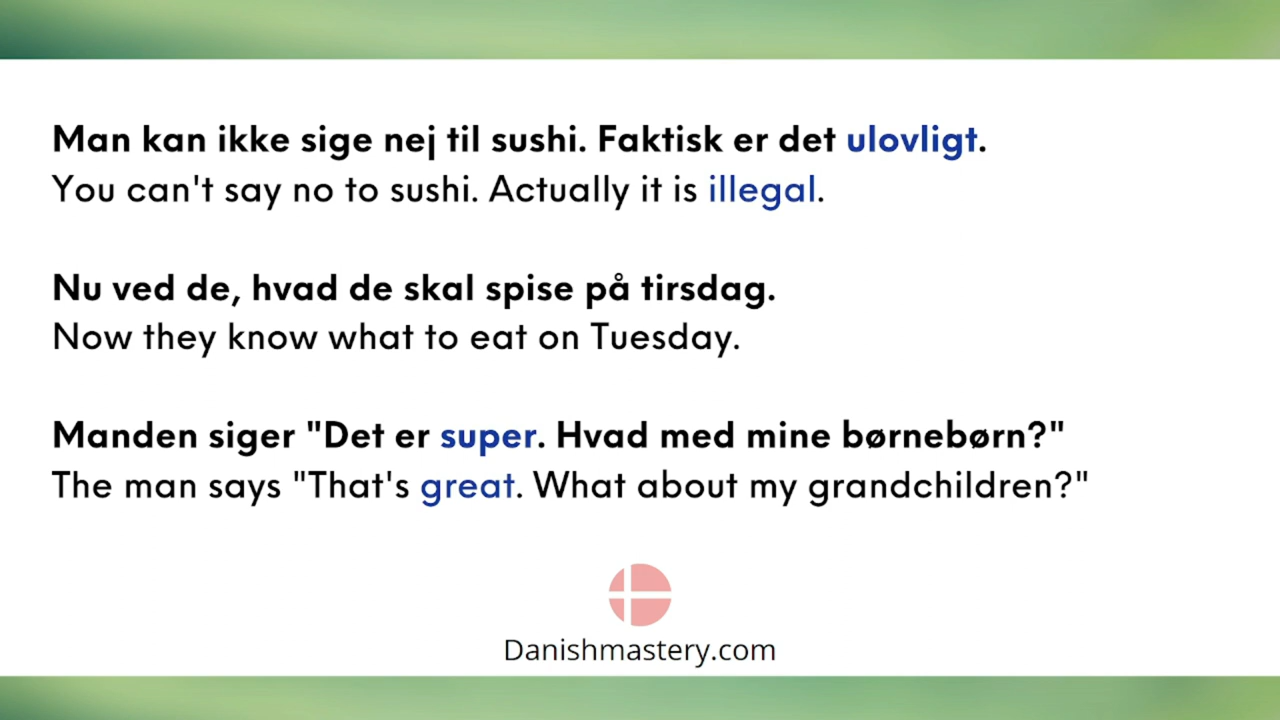 Man kan ikke sige nej til sushi. Faktisk er det ulovligt.
You can't say no to sushi. Actually it is illegal.
Nu ved de, hvad de skal spise på tirsdag.
Now they know what to eat on Tuesday.
Manden siger "Det er super. Hvad med mine børnebørn?"
The man says "That's great. What about my grandchildren?"
Danishmastery.com